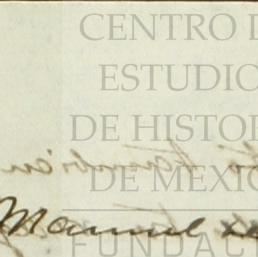 CENTRO D
ESTUDIO
DE HISTOR
DE MEXIC
Manuel
FUNDAC